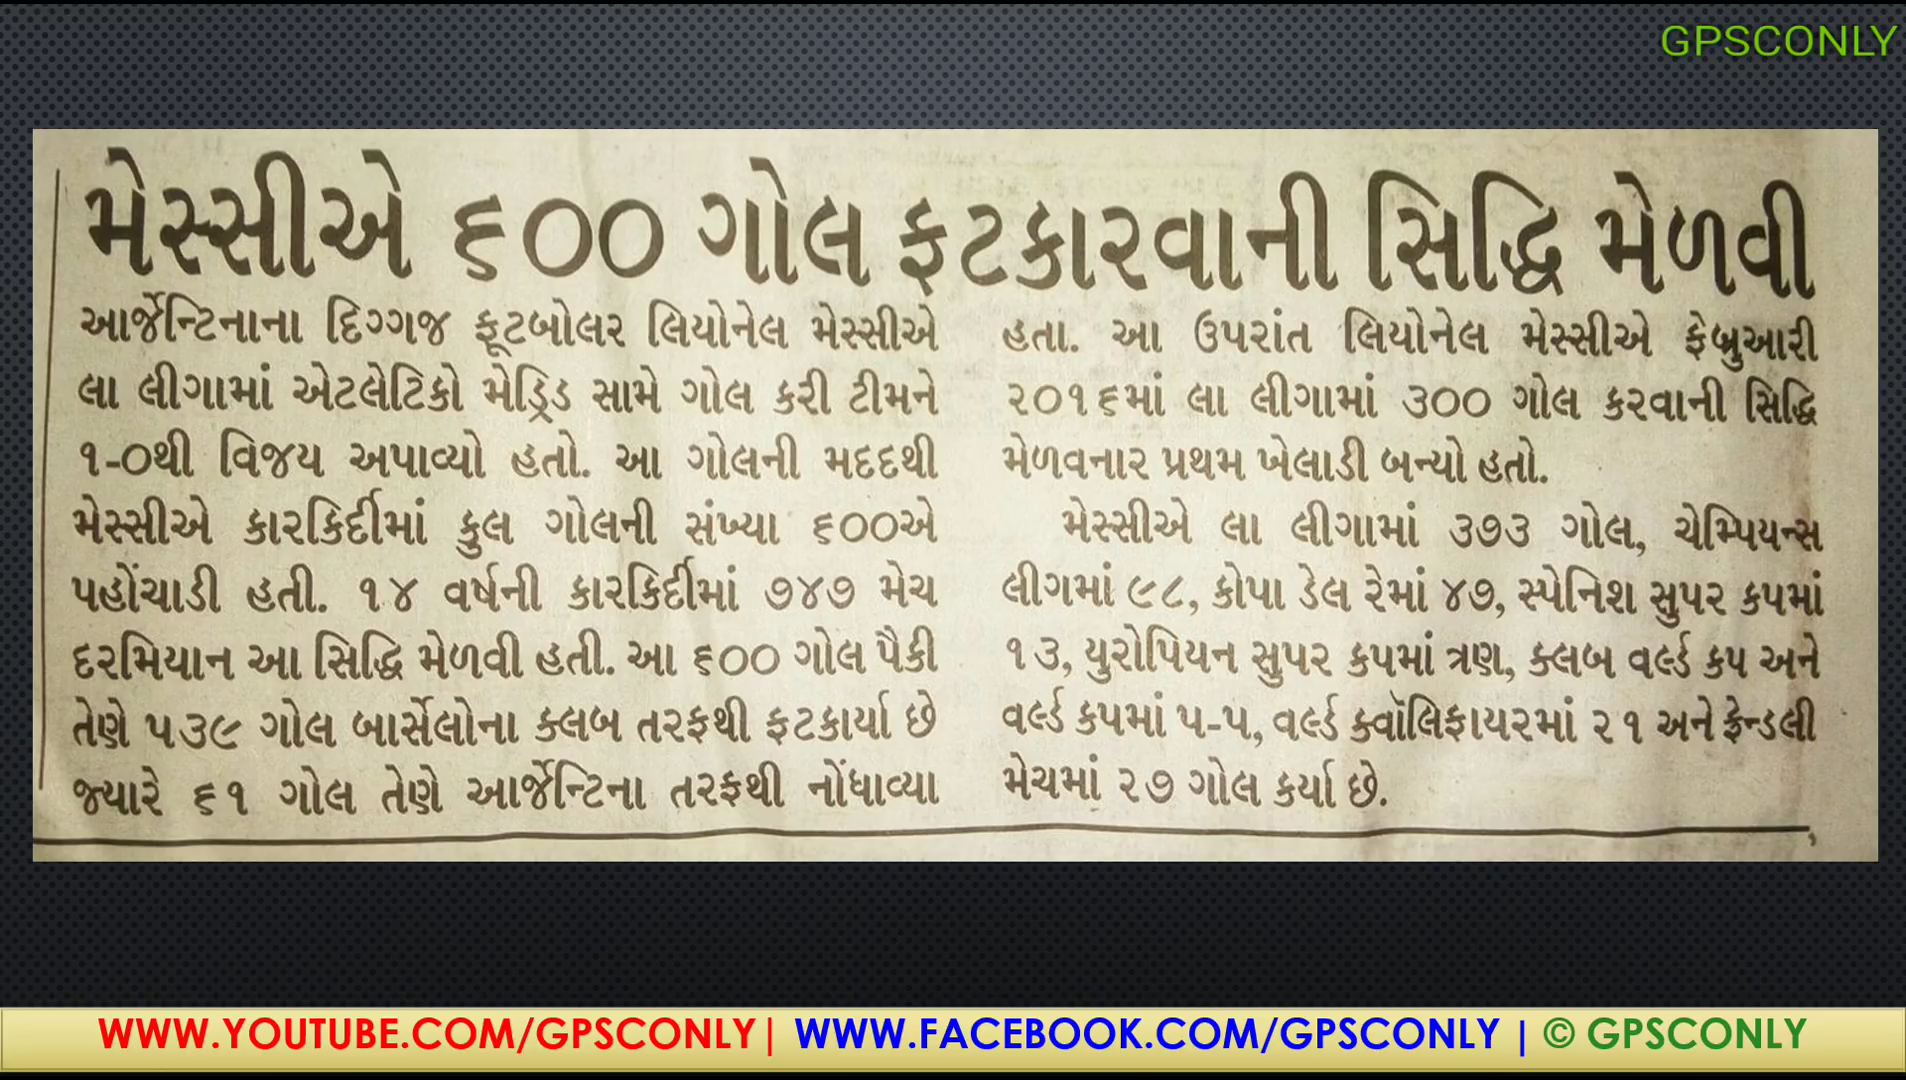 GPSCONLY
મેસ્સીએ ૬૦૦ ગોલ ફટકારવાની સિદ્ધિ મેળવી
આર્જેન્ટિનાના દિગ્ગજ ફૂટબોલર લિયોનેલ મેસ્સીએ
લા લીગામાં એટલેટિકો મેડ્રિડ સામે ગોલ કરી ટીમને
૧-૦થી વિજય અપાવ્યો હતો. આ ગોલની મદદથી
મેસ્સીએ કારકિર્દીમાં કુલ ગોલની સંખ્યા ૬૦૦એ
પહોંચાડી હતી. ૧૪ વર્ષની કારકિર્દીમાં ૭૪૭ મેચ
દરમિયાન આ સિદ્ધિ મેળવી હતી. આ ૬૦૦ ગોલ પૈકી
તેણે ૫૩૯ ગોલ બાર્સેલોના ક્લબ તરફથી ફટકાર્યા છે
જ્યારે ૬૧ ગોલ તેણે આર્જેન્ટિના તરફથી નોંધાવ્યા
હતા. આ ઉપરાંત લિયોનેલ મેસ્સીએ ફેબ્રુઆરી
૨૦૧૬માં લા લીગામાં ૩૦૦ ગોલ કરવાની સિદ્ધિ
મેળવનાર પ્રથમ ખેલાડી બન્યો હતો.
મેસ્સીએ લા લીગામાં ૩૭૩ ગોલ, ચેમ્પિયન્સ
લીગમાં ૯૮, કોપા ડેલ રેમાં ૪૭, સ્પેનિશ સુપર કપમાં
૧૩, યુરોપિયન સુપર કપમાં ત્રણ, ક્લબ વર્લ્ડ કપ અને
વર્લ્ડ કપમાં ૫-૫, વર્લ્ડ ક્વૉલિફાયરમાં ૨૧ અને ફ્રેન્ડલી
મેચમાં ૨૭ ગોલ કર્યા છે.
WWW.YOUTUBE.COM/GPSCONLY| WWW.FACEBOOK.COM/GPSCONLY | © GPSCONLY